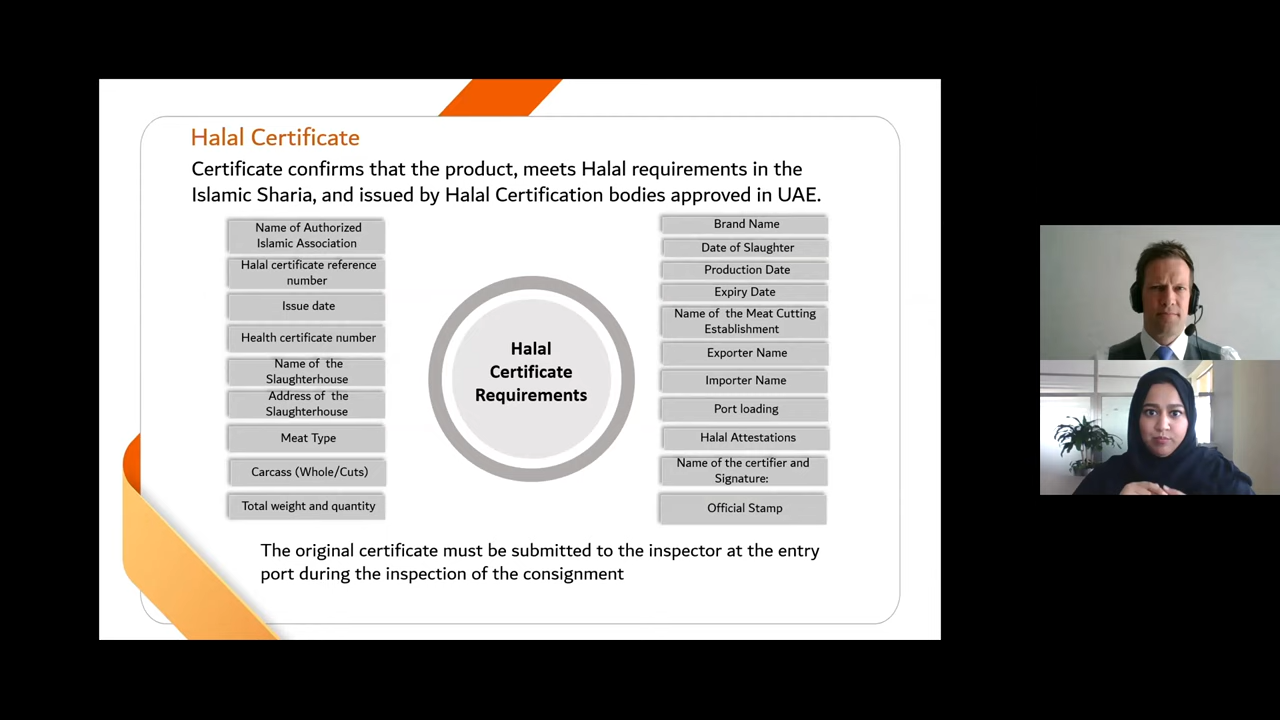 Halal Certificate
Certificate confirms that the product, meets Halal requirements in the
Islamic Sharia, and issued by Halal Certification bodies approved in UAE.
Name of Authorized
Islamic Association
Halal certificate reference
number
Issue date
Health certificate number
Name of the
Slaughterhouse
Address of the
Slaughterhouse
Meat Type
Carcass (Whole/Cuts)
Total weight and quantity
Halal
Certificate
Requirements
Brand Name
Date of Slaughter
Production Date
Expiry Date
Name of the Meat Cutting
Establishment
Exporter Name
Importer Name
Port loading
Halal Attestations
Name of the certifier and
Signature:
Official Stamp
The original certificate must be submitted to the inspector at the entry
port during the inspection of the consignment